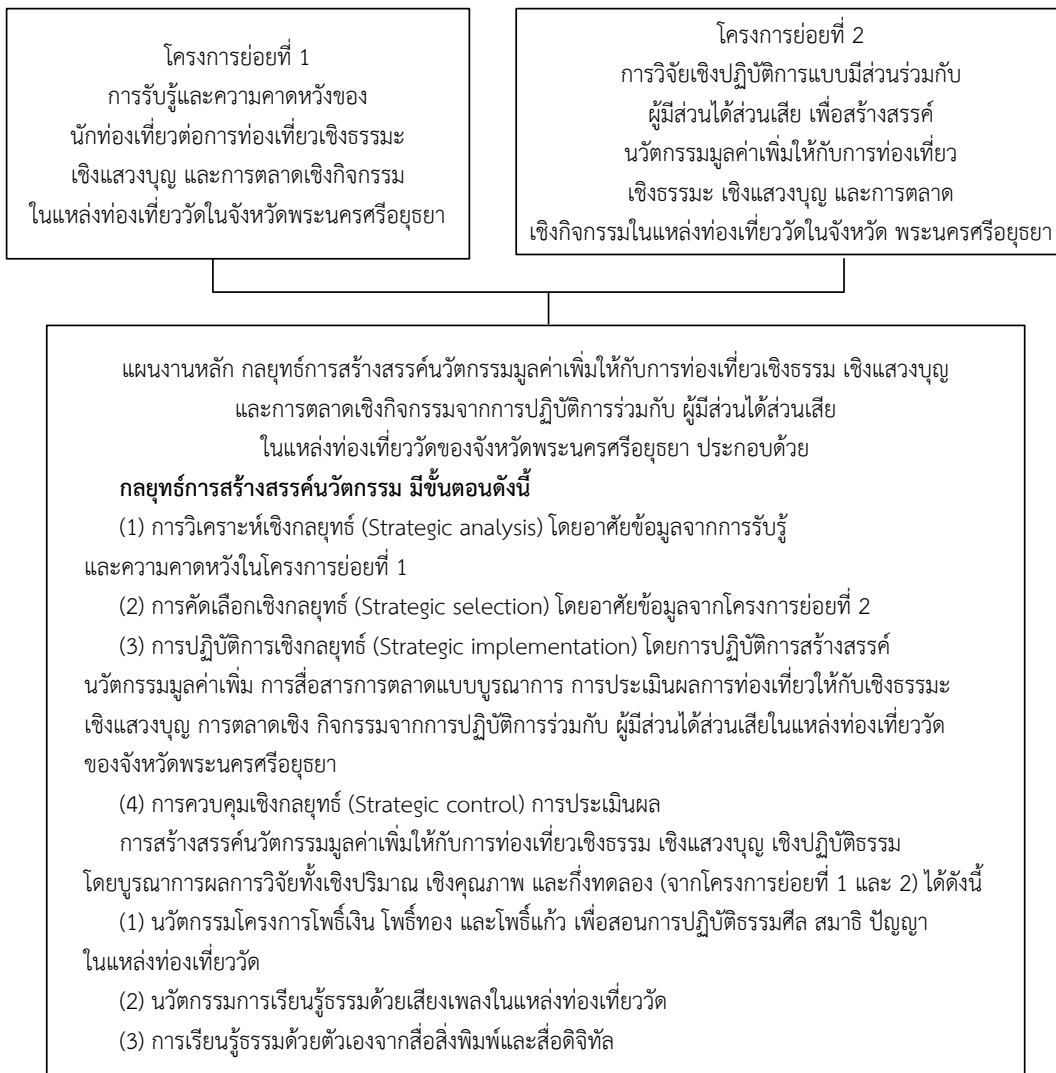 โครงการย่อยที่ 1
การรับรู้และความคาดหวังของ
นักท่องเที่ยวต่อการท่องเที่ยวเชิงธรรมะ
เชิงแสวงบุญ และการตลาดเชิงกิจกรรม
ในแหล่งท่องเที่ยววัดในจังหวัดพระนครศรีอยุธยา
โครงการย่อยที่ 2
การวิจัยเชิงปฏิบัติการแบบมีส่วนร่วมกับ
ผู้มีส่วนได้ส่วนเสีย เพื่อสร้างสรรค์
นวัตกรรมมูลค่าเพิ่มให้กับการท่องเที่ยว
เชิงธรรมะ เชิงแสวงบุญ และการตลาด
เชิงกิจกรรมในแหล่งท่องเที่ยววัดในจังหวัด พระนครศรีอยุธยา
แผนงานหลัก กลยุทธ์การสร้างสรรค์นวัตกรรมมูลค่าเพิ่มให้กับการท่องเที่ยวเชิงธรรม เชิงแสวงบุญ
และการตลาดเชิงกิจกรรมจากการปฏิบัติการร่วมกับ ผู้มีส่วนได้ส่วนเสีย
ในแหล่งท่องเที่ยววัดของจังหวัดพระนครศรีอยุธยา ประกอบด้วย
กลยุทธ์การสร้างสรรค์นวัตกรรม มีขั้นตอนดังนี้
(1) การวิเคราะห์เชิงกลยุทธ์ (Strategic analysis) โดยอาศัยข้อมูลจากการรับรู้
และความคาดหวังในโครงการย่อยที่ 1
(2) การคัดเลือกเชิงกลยุทธ์ (Strategic selection) โดยอาศัยข้อมูลจากโครงการย่อยที่ 2
(3) การปฏิบัติการเชิงกลยุทธ์ (Strategic implementation) โดยการปฏิบัติการสร้างสรรค์
นวัตกรรมมูลค่าเพิ่ม การสื่อสารการตลาดแบบบูรณาการ การประเมินผลการท่องเที่ยวให้กับเชิงธรรมะ
เชิงแสวงบุญ การตลาดเชิง กิจกรรมจากการปฏิบัติการร่วมกับ ผู้มีส่วนได้ส่วนเสียในแหล่งท่องเที่ยววัด
ของจังหวัดพระนครศรีอยุธยา
(4) การควบคุมเชิงกลยุทธ์ (Strategic control) การประเมินผล
การสร้างสรรค์นวัตกรรมมูลค่าเพิ่มให้กับการท่องเที่ยวเชิงธรรม เชิงแสวงบุญ เชิงปฏิบัติธรรม
โดยบูรณาการผลการวิจัยทั้งเชิงปริมาณ เชิงคุณภาพ และกึ่งทดลอง (จากโครงการย่อยที่ 1 และ 2) ได้ดังนี้
(1) นวัตกรรมโครงการโพธิ์เงิน โพธิ์ทอง และโพธิ์แก้ว เพื่อสอนการปฏิบัติธรรมศีล สมาธิ ปัญญา
ในแหล่งท่องเที่ยววัด
(2) นวัตกรรมการเรียนรู้ธรรมด้วยเสียงเพลงในแหล่งท่องเที่ยววัด
(3) การเรียนรู้ธรรมด้วยตัวเองจากสื่อสิ่งพิมพ์และสื่อดิจิทัล